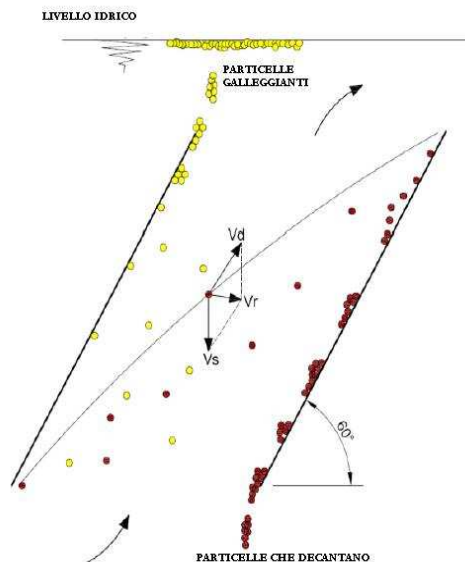 LIVELLO IDRICO
PARTICELLE
GALLEGGIANTI
Vd
Vr
Vs
60°
PARTICELLE CHE DECANTANO